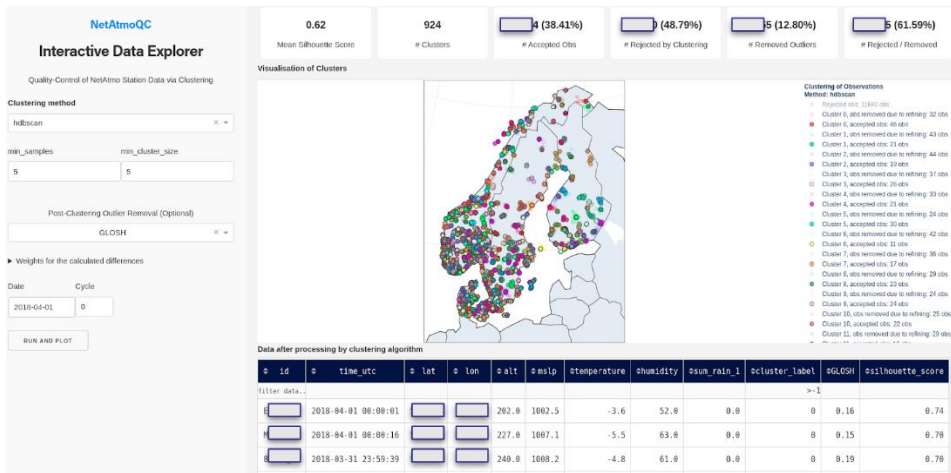 NetAtmoQC
Interactive Data Explorer
Quality-Control of NetAtmo Station Data via Clustering
Clustering method
hdbscan
min_samples
min_cluster_size
5
5
Post-Clustering Outlier Removal (Optional)
GLOSH
Weights for the calculated differences
Date
Cycle
2018-04-01
0
RUN AND PLOT
0.62
Mean Silhouette Score
924
# Clusters
4 (38.41%)
# Accepted Obs
(48.79%)
# Rejected by Clustering
5 (12.80%)
# Removed Outliers
5 (61.59%)
# Rejected / Removed
Visualisation of Clusters
Clustering of Observations
Method: hdbscan
Rejected obs: 11640 obs
Cluster 0, obs removed due to refining: 32 obs
Cluster 0, accepted obs: 46 obs
Cluster 1, obs removed due to refining: 43 obs
Cluster 1, accepted obs: 21 obs
Cluster 2, obs removed due to refining: 44 obs
Cluster 2, accepted obs: 19 obs
Cluster 3, obs removed due to refining: 37 obs
Cluster 3, accepted obs: 26 obs
Cluster 4, obs removed due to refining: 33 obs
Cluster 4, accepted obs: 21 obs
Cluster 5, obs removed due to refining: 24 obs
Cluster 5, accepted obs: 30 obs
Cluster 6, obs removed due to refining: 42 obs
Cluster 6, accepted obs: 11 obs
Cluster 7, obs removed due to refining: 36 obs
Cluster 7, accepted obs: 17 obs
Cluster 8, obs removed due to refining: 29 obs
Cluster 8, accepted obs: 23 obs
Cluster 9, obs removed due to refining: 24 obs
Cluster 9, accepted obs: 24 obs
Cluster 10, obs removed due to refining: 25 obs
Cluster 10, accepted obs: 22 obs
Cluster 11, obs removed due to refining: 29 obs
Data after processing by clustering algorithm
id time_utc lat lon alt mslp temperature humidity sum_rain_1 cluster_label GLOSH silhouette_score
filter data.. >-1
2018-04-01 00:00:01 202.0 1002.5 -3.6 52.0 0.0 0 0.16 0.74
2018-04-01 00:00:16 227.0 1007.1 -5.5 63.0 0.0 0 0.15 0.70
2018-03-31 23:59:39 240.0 1008.2 -4.8 61.0 0.0 0 0.19 0.70